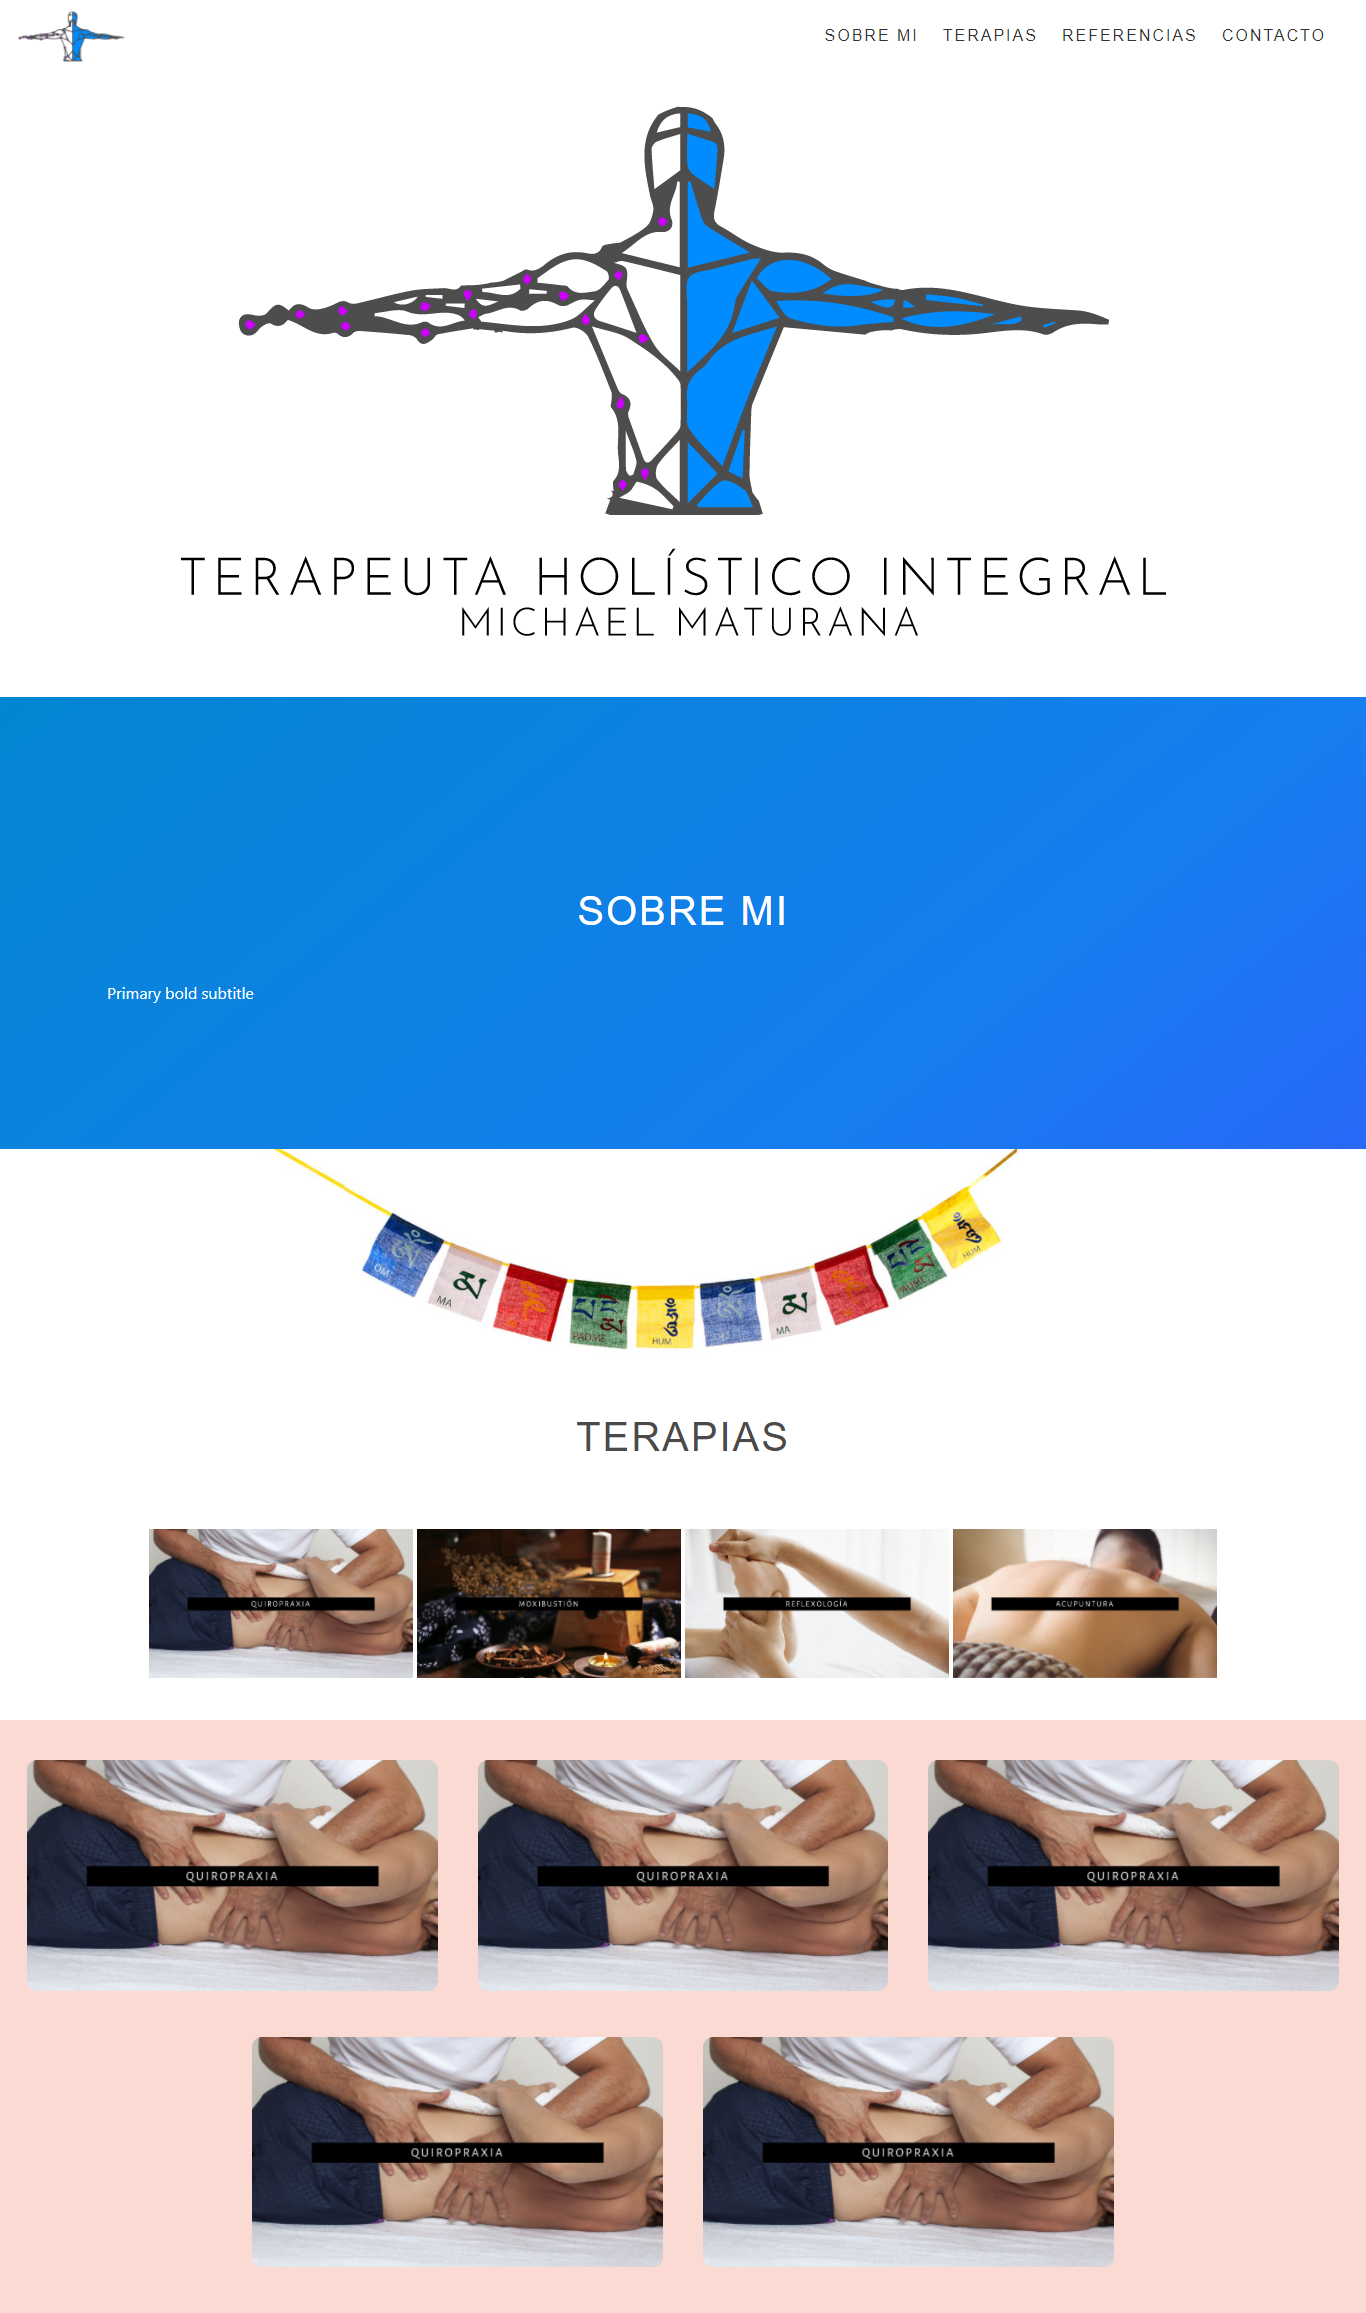 SOBRE MI TERAPIAS REFERENCIAS CONTACTO
TERAPEUTA HOLÍSTICO INTEGRAL
MICHAEL MATURANA
SOBRE MI
Primary bold subtitle
OM
MA
PADME
HUM
MA
PADME
HUM
TERAPIAS
QUIROPRAXIA
MOXIBUSTIÓN
REFLEXOLOGÍA
ACUPUNTURA
QUIROPRAXIA
QUIROPRAXIA
QUIROPRAXIA
QUIROPRAXIA
QUIROPRAXIA